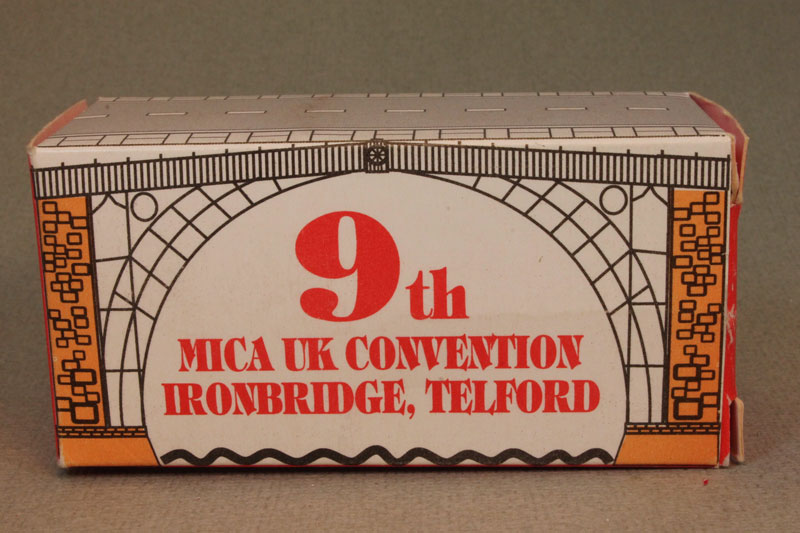 9th
MICA UK CONVENTION
IRONBRIDGE, TELFORD